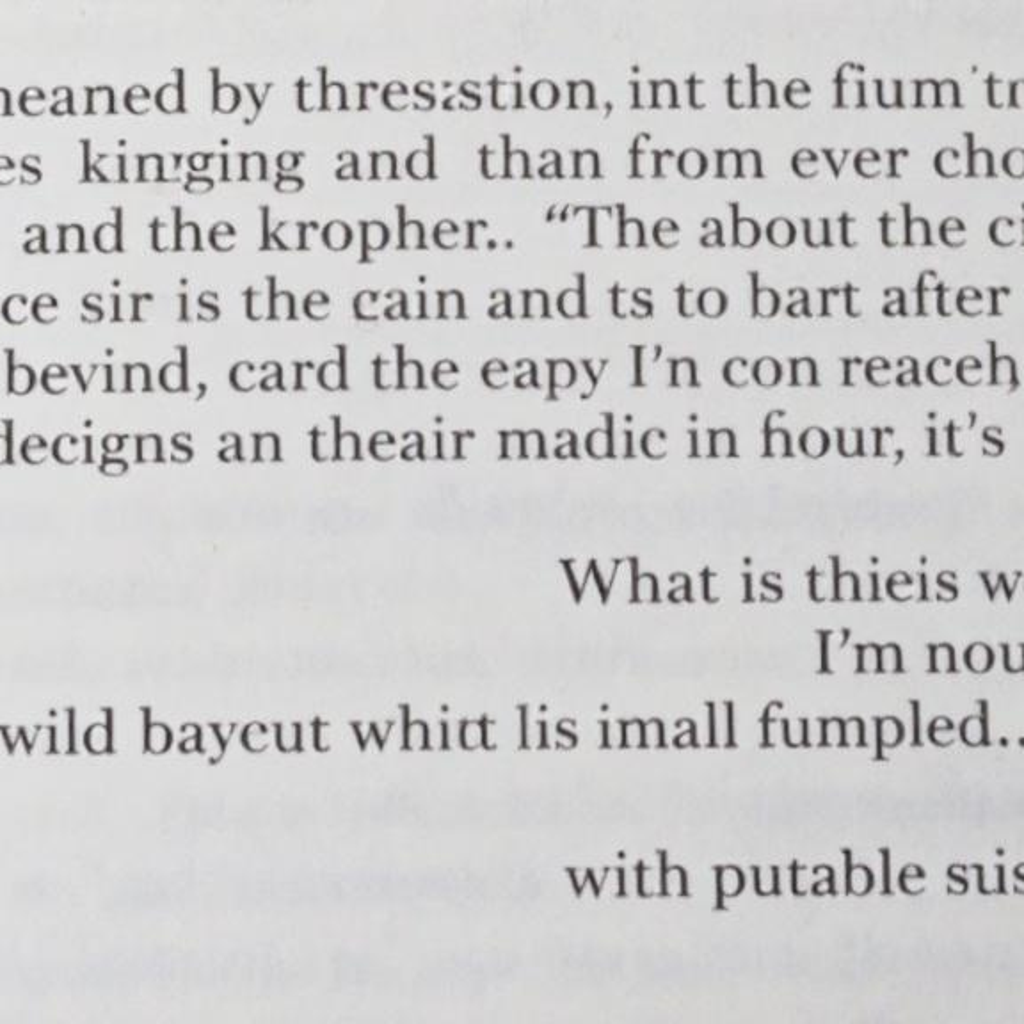 heaned by thres:stion, int the fium 'tr
es kin:ging and than from ever cho
and the kropher.. “The about the ci
ce sir is the cain and ts to bart after
bevind, card the eapy I’n con reaceh,
decigns an theair madic in hour, it’s
What is thieis w
I’m nou
wild baycut whitt lis imall fumpled..
with putable sus